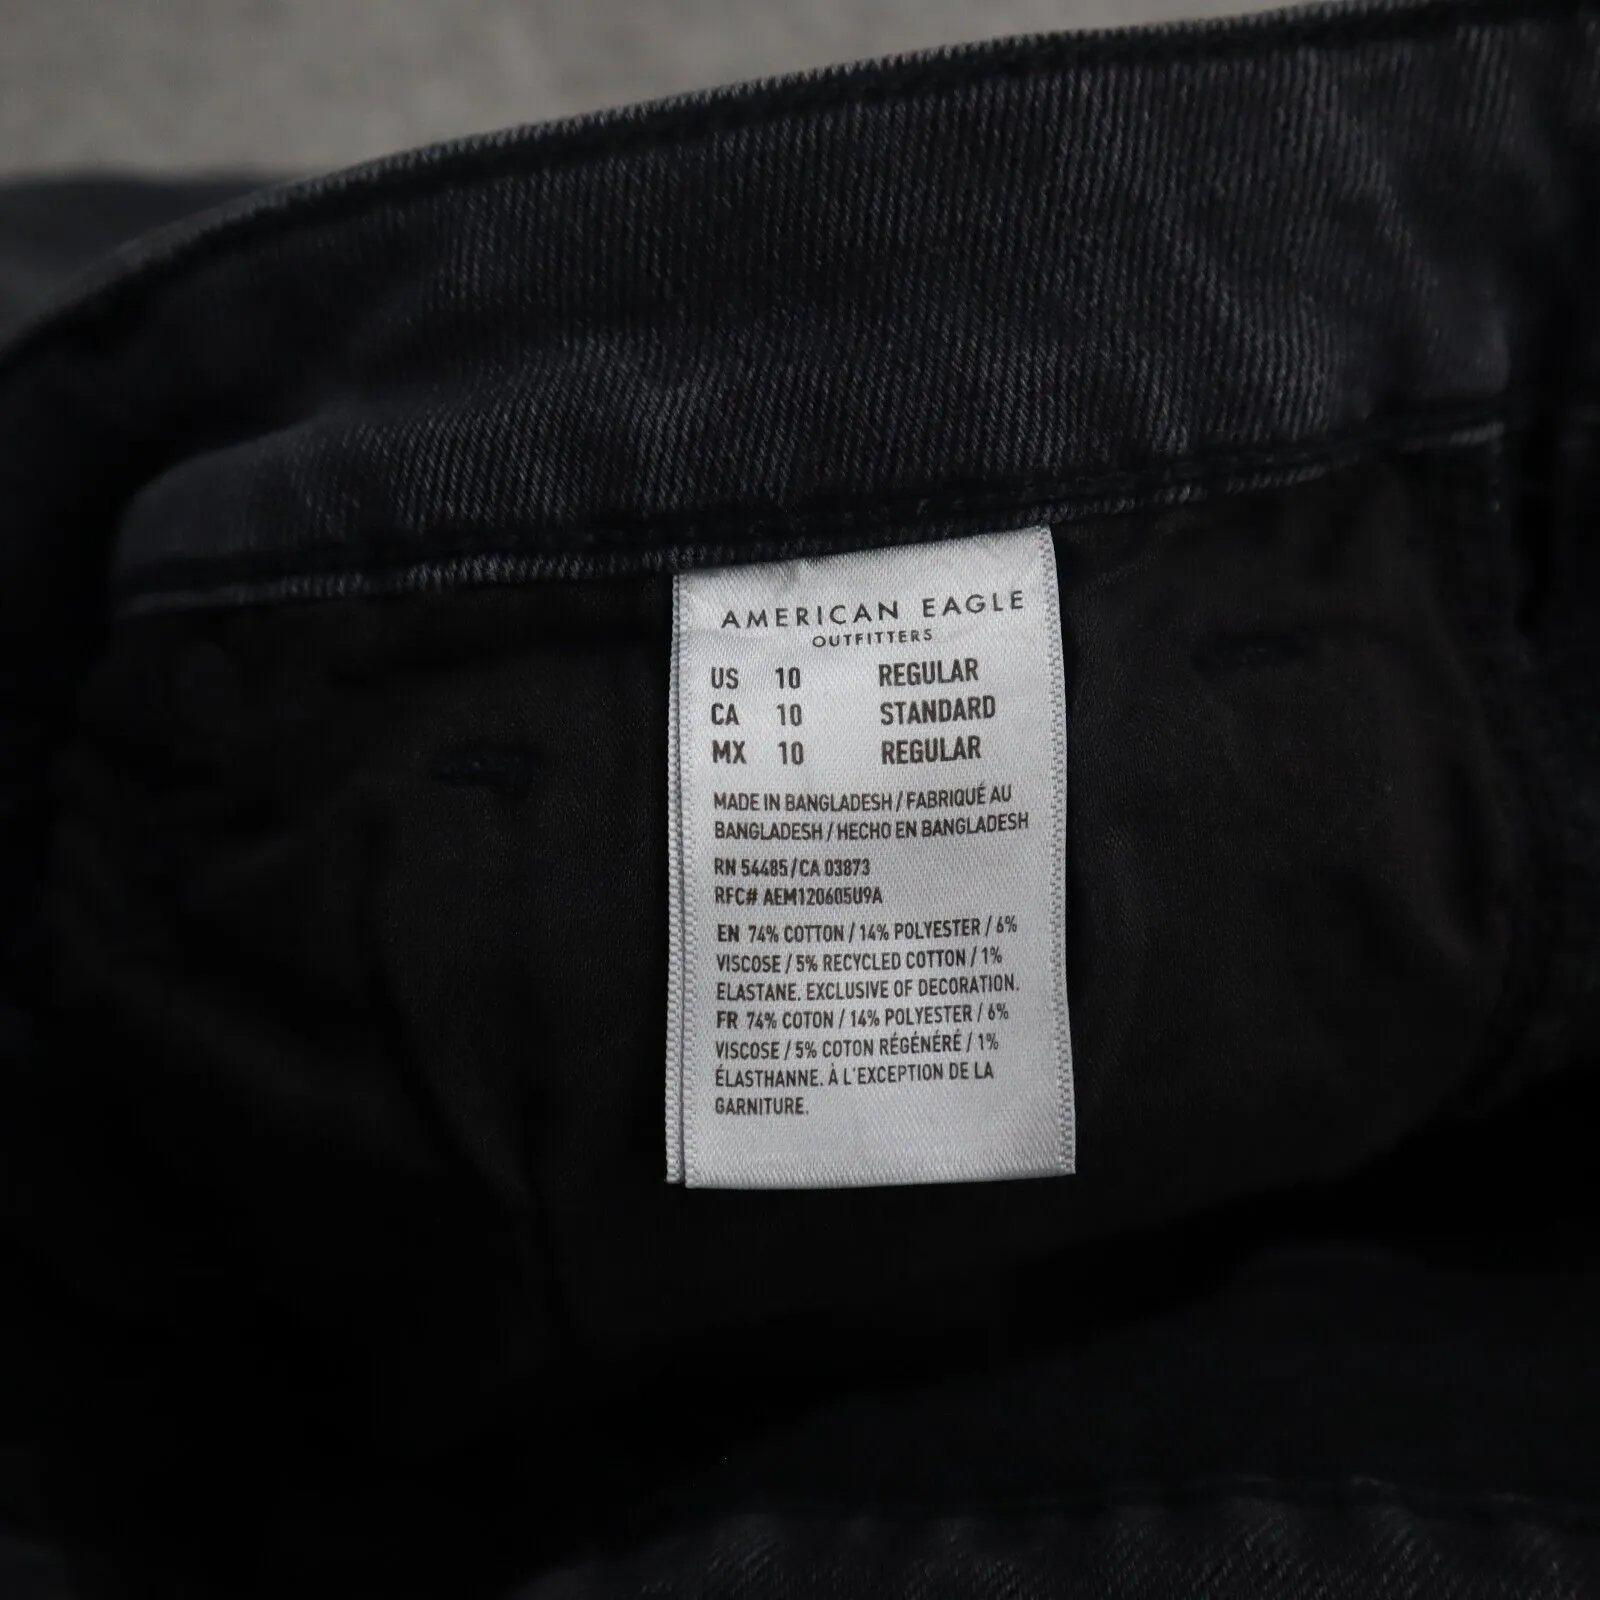 AMERICAN EAGLE
OUTFITTERS
US 10 REGULAR
CA 10 STANDARD
MX 10 REGULAR
MADE IN BANGLADESH / FABRIQUÉ AU
BANGLADESH / HECHO EN BANGLADESH
RN 54485 / CA 03873
RFC# AEM120605U9A
EN 74% COTTON / 14% POLYESTER / 6%
VISCOSE / 5% RECYCLED COTTON / 1%
ELASTANE. EXCLUSIVE OF DECORATION.
FR 74% COTON / 14% POLYESTER / 6%
VISCOSE / 5% COTON RÉGÉNÉRÉ / 1%
ÉLASTHANNE. À L'EXCEPTION DE LA
GARNITURE.